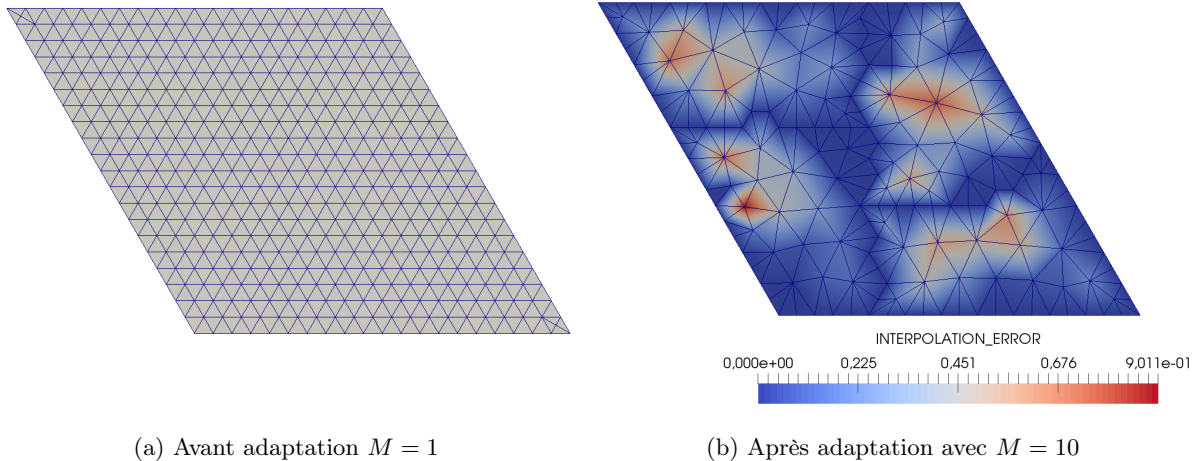 INTERPOLATION_ERROR
0,000e+00 0,225 0,451 0,676 9,011e-01
(a) Avant adaptation M = 1
(b) Après adaptation avec M = 10